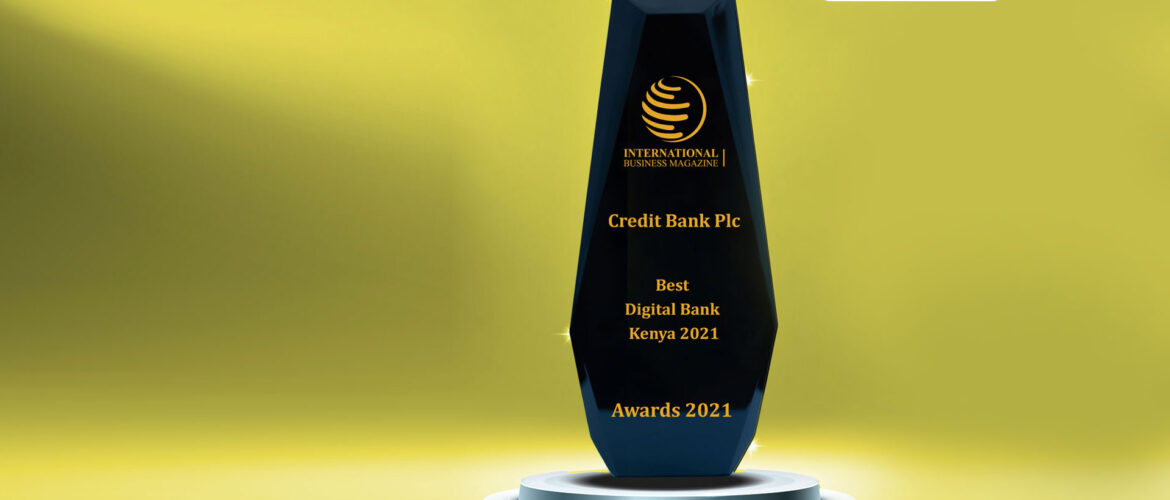 INTERNATIONAL
BUSINESS MAGAZINE
Credit Bank Plc
Best
Digital Bank
Kenya 2021
Awards 2021